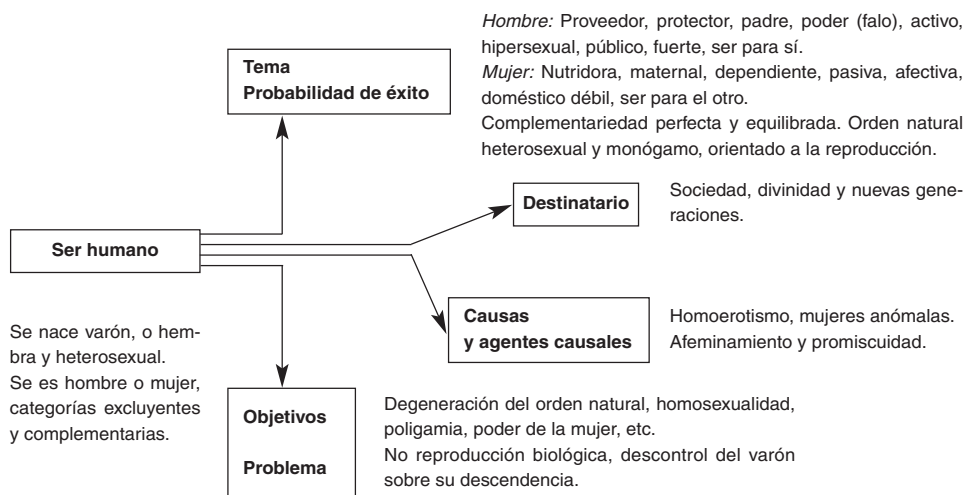 Hombre: Proveedor, protector, padre, poder (falo), activo,
hipersexual, público, fuerte, ser para sí.
Mujer: Nutridora, maternal, dependiente, pasiva, afectiva,
doméstico débil, ser para el otro.
Complementariedad perfecta y equilibrada. Orden natural
heterosexual y monógamo, orientado a la reproducción.
Tema
Probabilidad de éxito
Destinatario
Sociedad, divinidad y nuevas gene-
raciones.
Ser humano
Causas
y agentes causales
Homoerotismo, mujeres anómalas.
Afeminamiento y promiscuidad.
Se nace varón, o hem-
bra y heterosexual.
Se es hombre o mujer,
categorías excluyentes
y complementarias.
Objetivos
Problema
Degeneración del orden natural, homosexualidad,
poligamia, poder de la mujer, etc.
No reproducción biológica, descontrol del varón
sobre su descendencia.